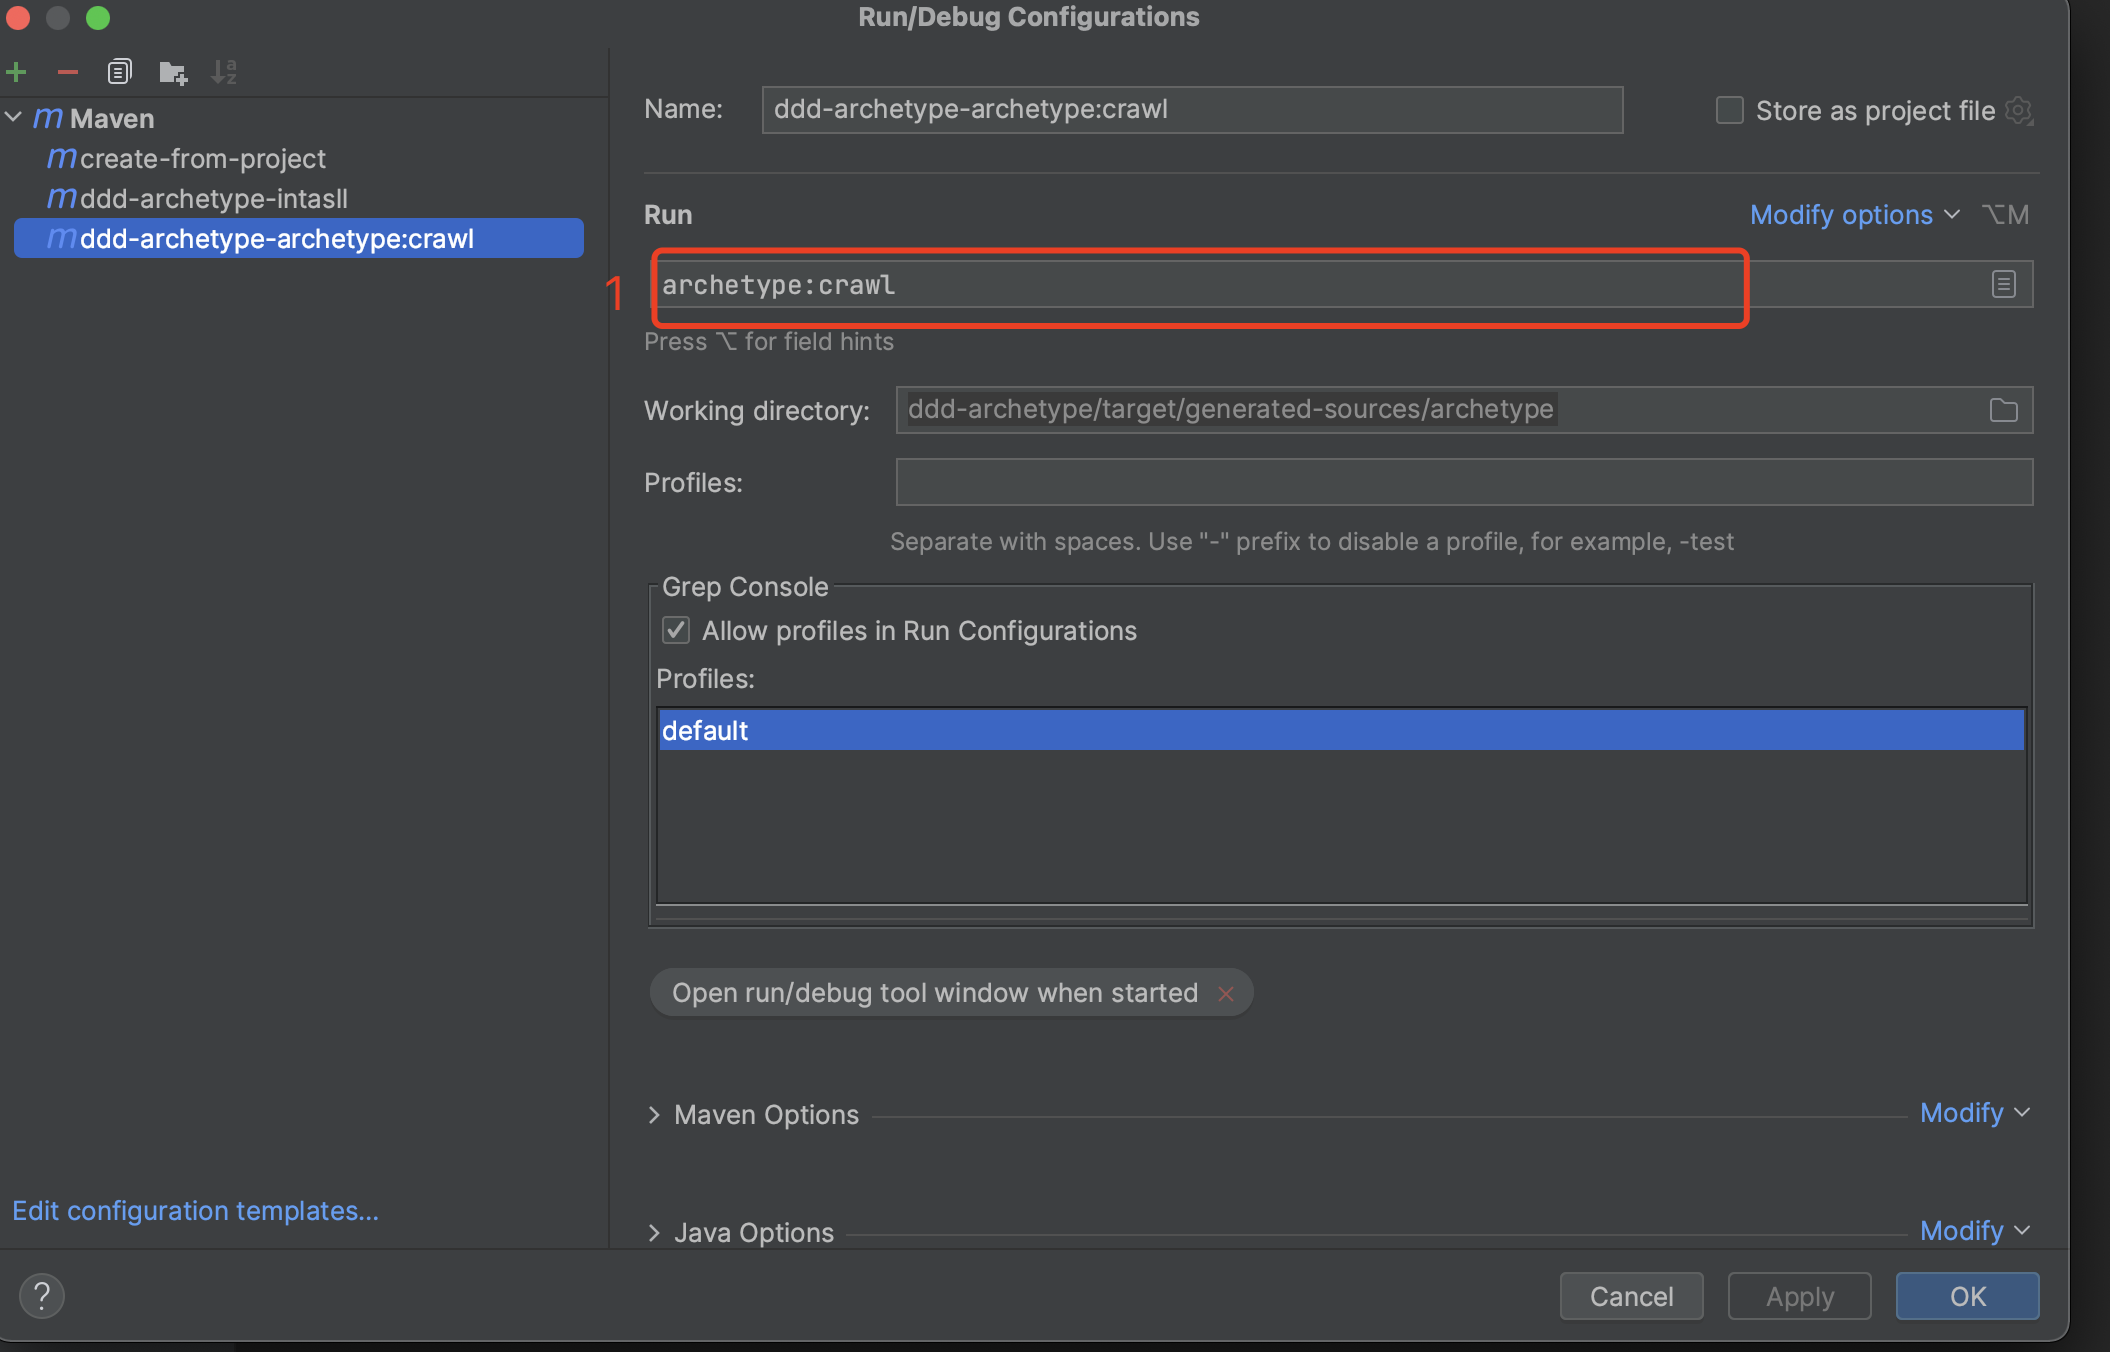 Run/Debug Configurations
Maven
create-from-project
ddd-archetype-intasll
ddd-archetype-archetype:crawl
Edit configuration templates...
Name:
ddd-archetype-archetype:crawl
Store as project file
Run
Modify options
⌥M
1
archetype:crawl
Press ⌥ for field hints
Working directory:
ddd-archetype/target/generated-sources/archetype
Profiles:
Separate with spaces. Use "-" prefix to disable a profile, for example, -test
Grep Console
Allow profiles in Run Configurations
Profiles:
default
Open run/debug tool window when started
Maven Options
Modify
Java Options
Modify
?
Cancel
Apply
OK